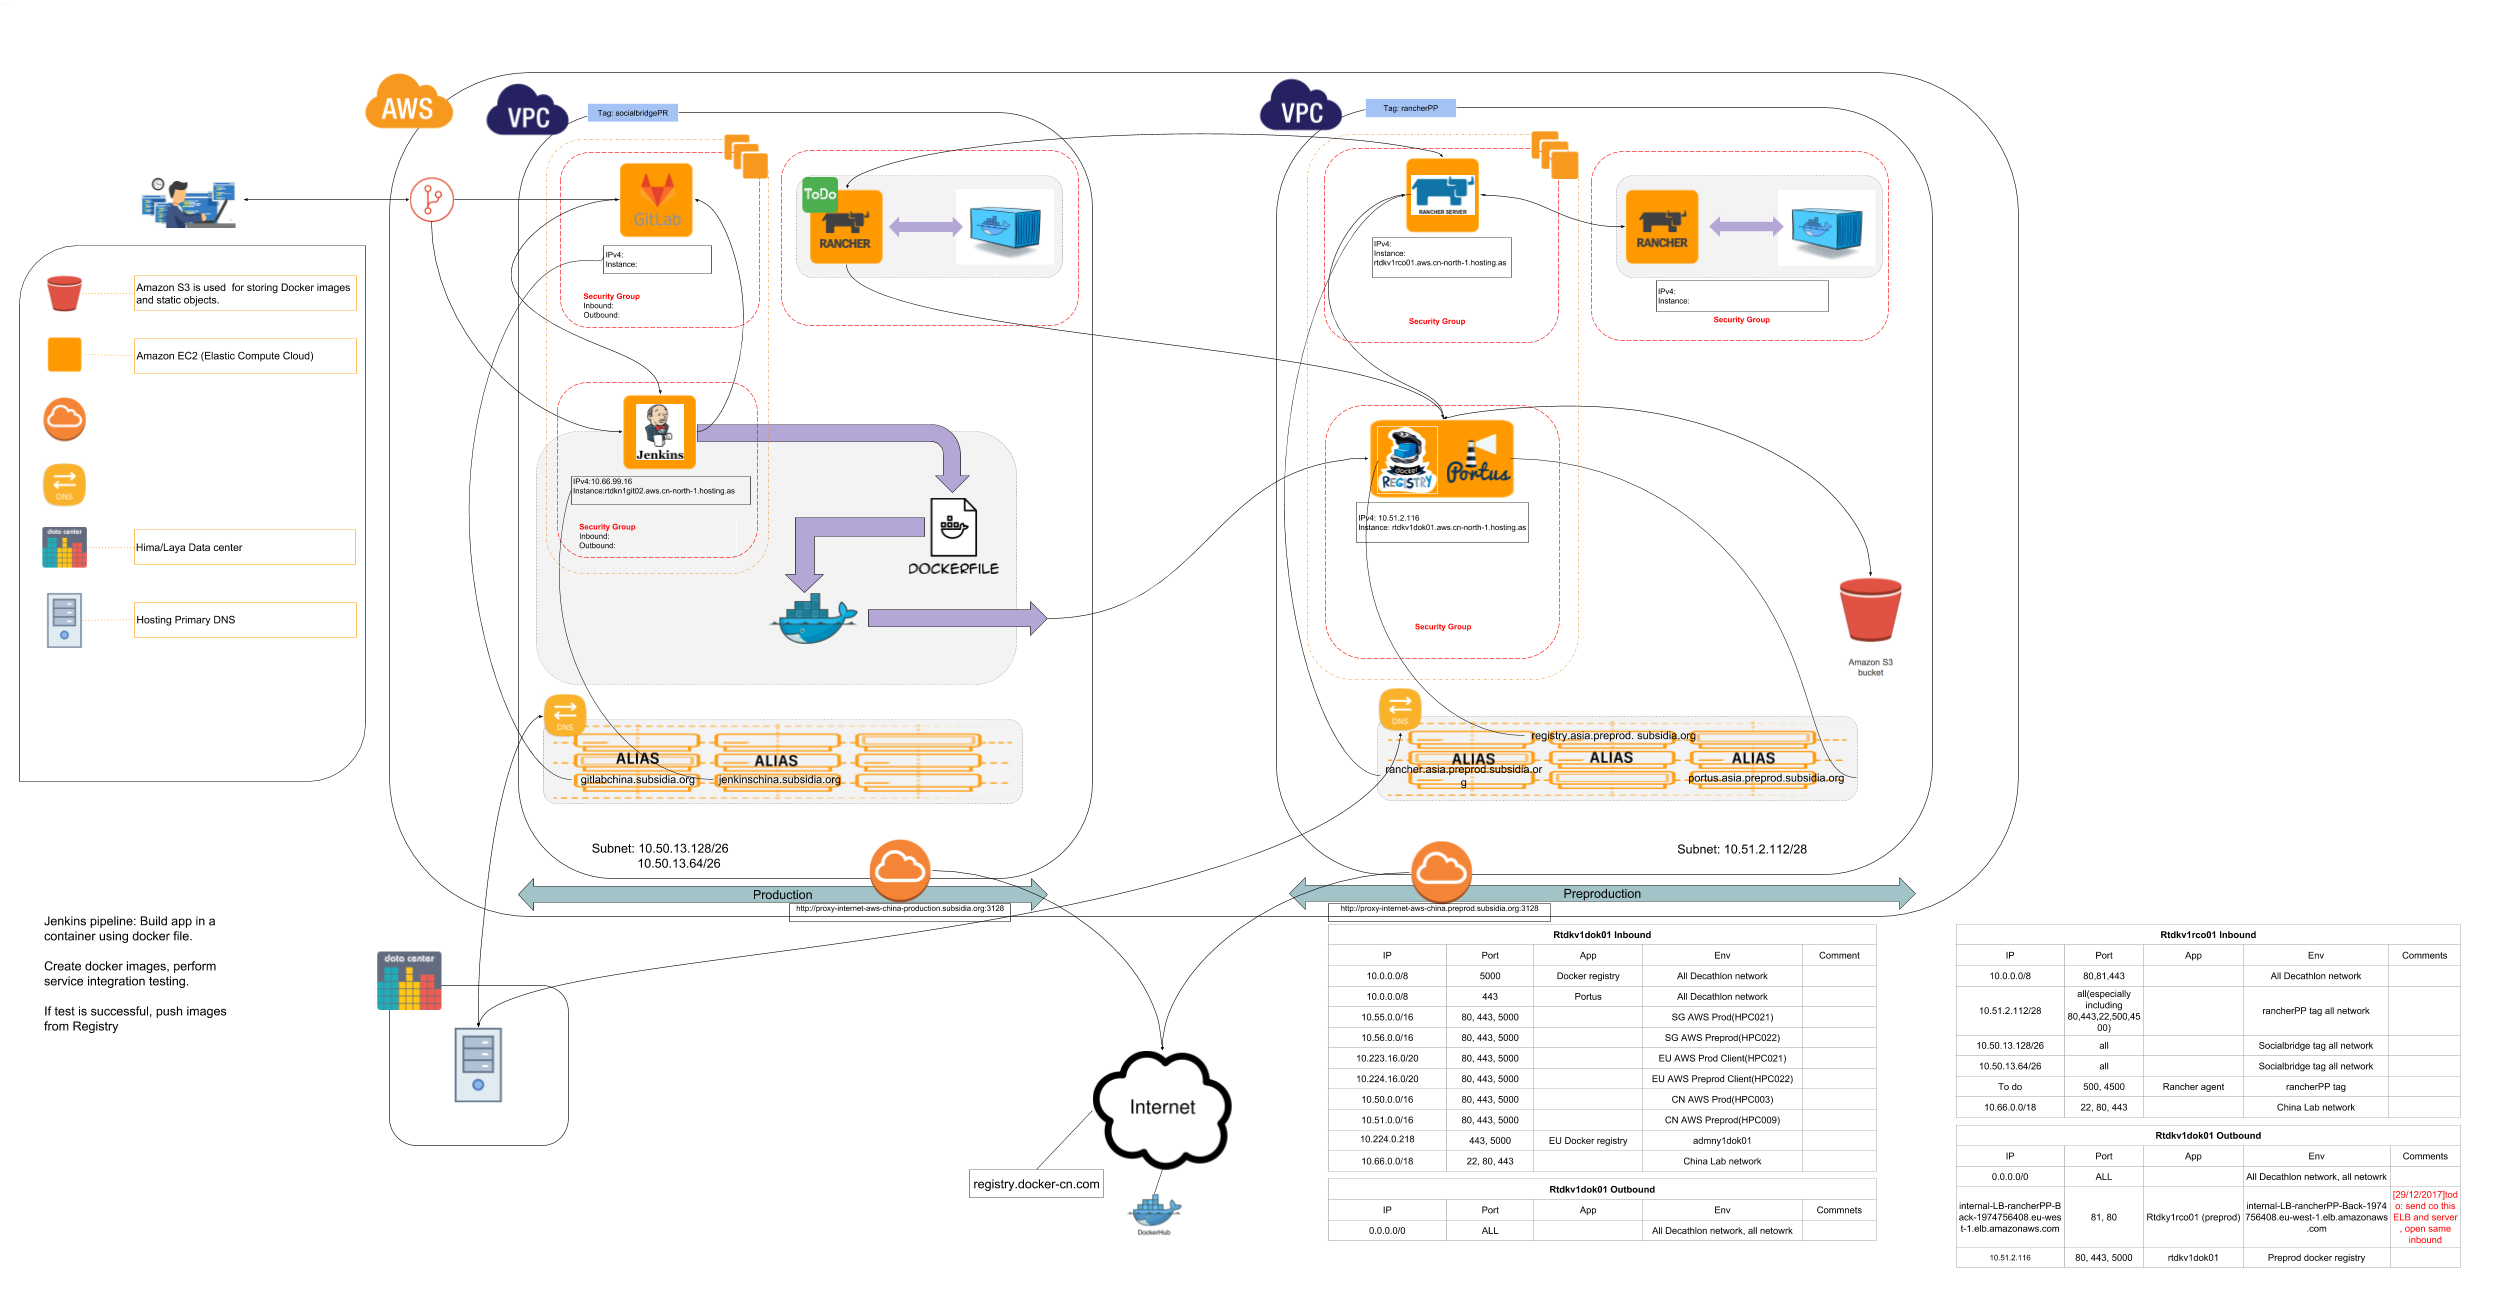 AWS
VPC
Tag: socialbridgePR
VPC
Tag: rancherPP
GitLab
IPv4:
Instance:
Security Group
Inbound:
Outbound:
ToDo
RANCHER
RANCHER SERVER
IPv4:
Instance:
rtdkv1rco01.aws.cn-north-1.hosting.as
Security Group
RANCHER
IPv4:
Instance:
Security Group
Amazon S3 is used  for storing Docker images
and static objects.
Amazon EC2 (Elastic Compute Cloud)
DNS
data center
Hima/Laya Data center
Hosting Primary DNS
Jenkins
IPv4:10.66.99.16
Instance:rtdkn1git02.aws.cn-north-1.hosting.as
Security Group
Inbound:
Outbound:
DOCKERFILE
docker
REGISTRY
Portus
IPv4: 10.51.2.116
Instance: rtdkv1dok01.aws.cn-north-1.hosting.as
Security Group
Amazon S3
bucket
DNS
ALIAS
gitlabchina.subsidia.org
ALIAS
jenkinschina.subsidia.org
DNS
registry.asia.preprod. subsidia.org
ALIAS
ALIAS
ALIAS
rancher.asia.preprod.subsidia.or
g
portus.asia.preprod.subsidia.org
Subnet: 10.50.13.128/26
10.50.13.64/26
Subnet: 10.51.2.112/28
Production
http://proxy-internet-aws-china-production.subsidia.org:3128
Preproduction
http://proxy-internet-aws-china.preprod.subsidia.org:3128
Jenkins pipeline: Build app in a
container using docker file.
Create docker images, perform
service integration testing.
If test is successful, push images
from Registry
data center
Internet
registry.docker-cn.com
DockerHub
Rtdkv1dok01 Inbound
IP Port App Env Comment
10.0.0.0/8 5000 Docker registry All Decathlon network
10.0.0.0/8 443 Portus All Decathlon network
10.55.0.0/16 80, 443, 5000 SG AWS Prod(HPC021)
10.56.0.0/16 80, 443, 5000 SG AWS Preprod(HPC022)
10.223.16.0/20 80, 443, 5000 EU AWS Prod Client(HPC021)
10.224.16.0/20 80, 443, 5000 EU AWS Preprod Client(HPC022)
10.50.0.0/16 80, 443, 5000 CN AWS Prod(HPC003)
10.51.0.0/16 80, 443, 5000 CN AWS Preprod(HPC009)
10.224.0.218 443, 5000 EU Docker registry admny1dok01
10.66.0.0/18 22, 80, 443 China Lab network
Rtdkv1dok01 Outbound
IP Port App Env Commnets
0.0.0.0/0 ALL All Decathlon network, all netowrk
Rtdkv1rco01 Inbound
IP Port App Env Comments
10.0.0.0/8 80,81,443 All Decathlon network
all(especially
including
10.51.2.112/28 80,443,22,500,45 rancherPP tag all network
00)
10.50.13.128/26 all Socialbridge tag all network
10.50.13.64/26 all Socialbridge tag all network
To do 500, 4500 Rancher agent rancherPP tag
10.66.0.0/18 22, 80, 443 China Lab network
Rtdkv1dok01 Outbound
IP Port App Env Comments
0.0.0.0/0 ALL All Decathlon network, all netowrk
internal-LB-rancherPP-B
ack-1974756408.eu-wes
t-1.elb.amazonaws.com
81, 80
Rtdky1rco01 (preprod)
internal-LB-rancherPP-Back-1974
756408.eu-west-1.elb.amazonaws
.com
[29/12/2017]tod
o: send co this
ELB and server
, open same
inbound
10.51.2.116 80, 443, 5000 rtdkv1dok01 Preprod docker registry